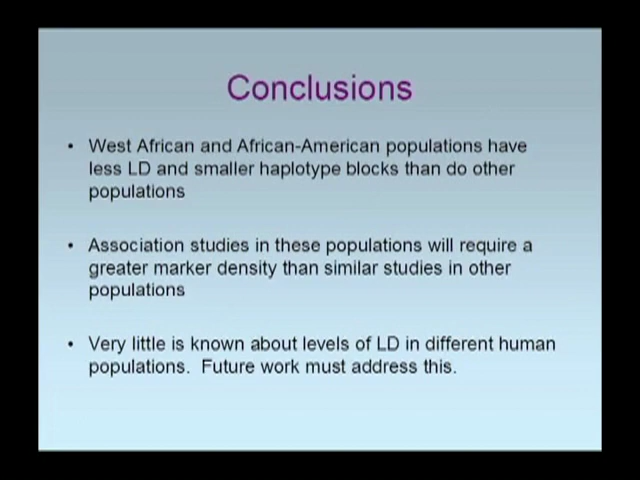 Conclusions
• West African and African-American populations have
less LD and smaller haplotype blocks than do other
populations
• Association studies in these populations will require a
greater marker density than similar studies in other
populations
• Very little is known about levels of LD in different human
populations.  Future work must address this.